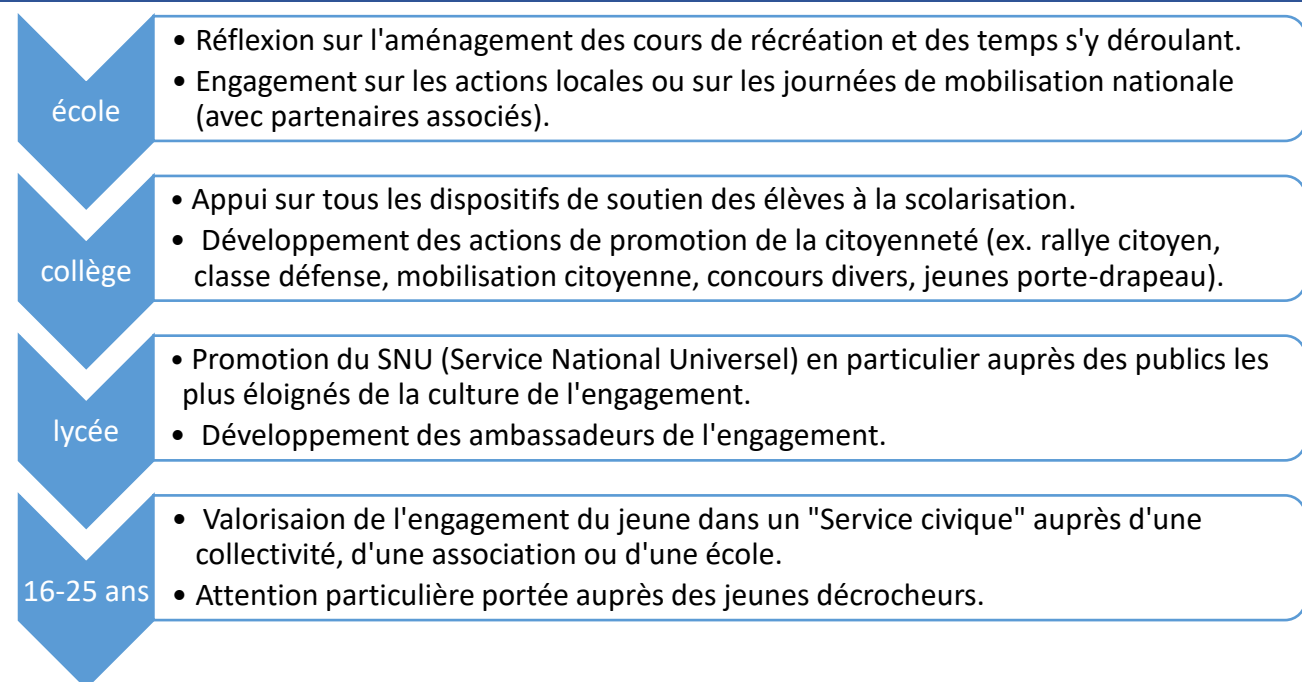 école
• Réflexion sur l'aménagement des cours de récréation et des temps s'y déroulant.
• Engagement sur les actions locales ou sur les journées de mobilisation nationale
(avec partenaires associés).
collège
• Appui sur tous les dispositifs de soutien des élèves à la scolarisation.
• Développement des actions de promotion de la citoyenneté (ex. rallye citoyen,
classe défense, mobilisation citoyenne, concours divers, jeunes porte-drapeau).
lycée
• Promotion du SNU (Service National Universel) en particulier auprès des publics les
plus éloignés de la culture de l'engagement.
• Développement des ambassadeurs de l'engagement.
16-25 ans
• Valorisaion de l'engagement du jeune dans un "Service civique" auprès d'une
collectivité, d'une association ou d'une école.
• Attention particulière portée auprès des jeunes décrocheurs.